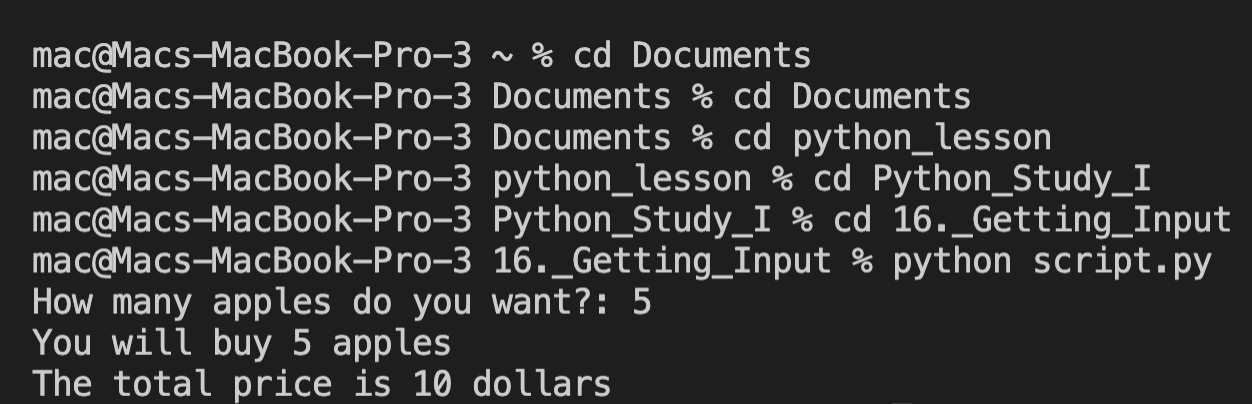 mac@Macs-MacBook-Pro-3 ~ % cd Documents
mac@Macs-MacBook-Pro-3 Documents % cd Documents
mac@Macs-MacBook-Pro-3 Documents % cd python_lesson
mac@Macs-MacBook-Pro-3 python_lesson % cd Python_Study_I
mac@Macs-MacBook-Pro-3 Python_Study_I % cd 16._Getting_Input
mac@Macs-MacBook-Pro-3 16._Getting_Input % python script.py
How many apples do you want?: 5
You will buy 5 apples
The total price is 10 dollars